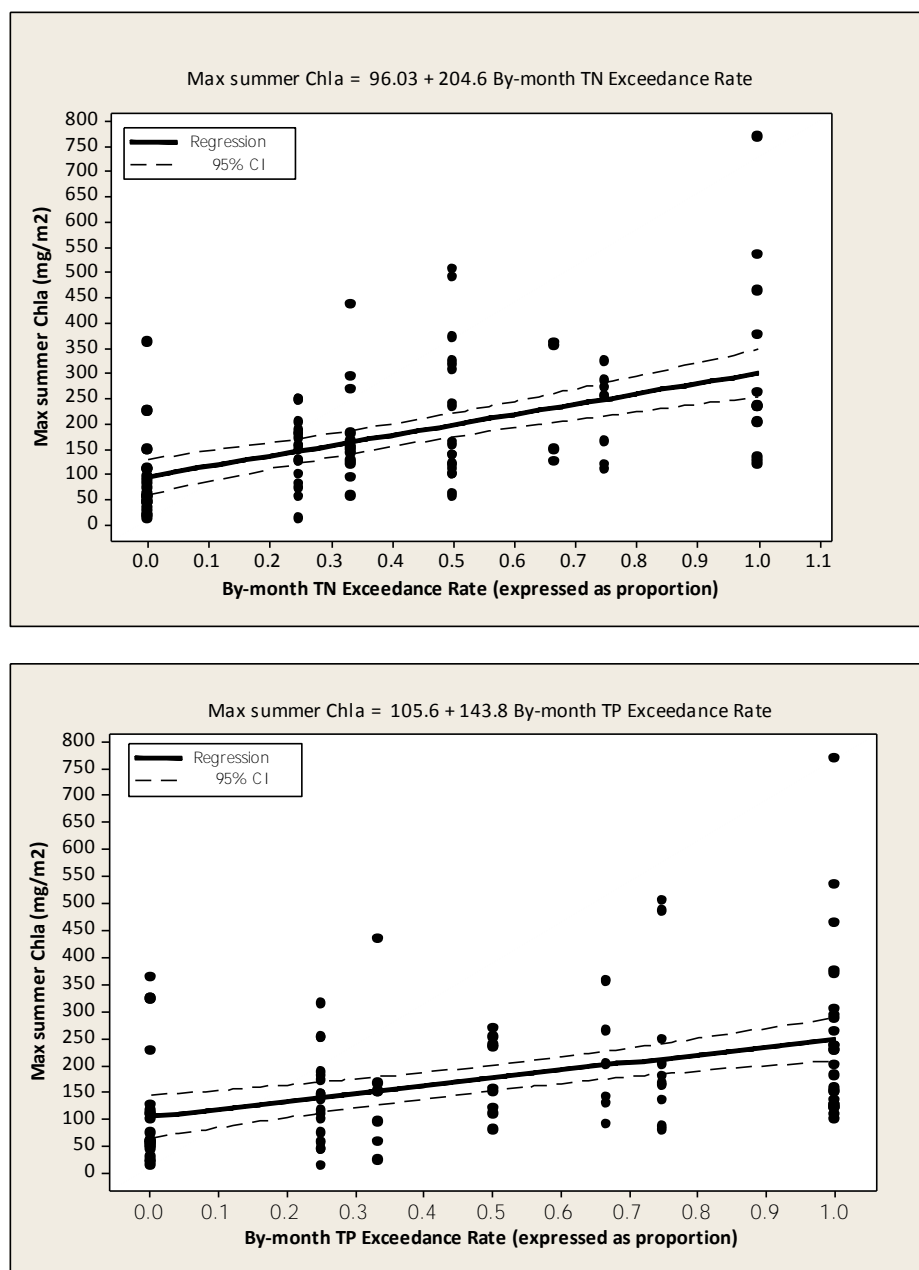 Max summer Chla = 96.03 + 204.6 By-month TN Exceedance Rate
800
750
700
650
600
550
500
450
400
350
300
250
200
150
100
50
0
Max summer Chla (mg/m2)
Regression
95% CI
0.0 0.1 0.2 0.3 0.4 0.5 0.6 0.7 0.8 0.9 1.0 1.1
By-month TN Exceedance Rate (expressed as proportion)
Max summer Chla = 105.6 + 143.8 By-month TP Exceedance Rate
800
750
700
650
600
550
500
450
400
350
300
250
200
150
100
50
0
Max summer Chla (mg/m2)
Regression
95% CI
0.0 0.1 0.2 0.3 0.4 0.5 0.6 0.7 0.8 0.9 1.0
By-month TP Exceedance Rate (expressed as proportion)